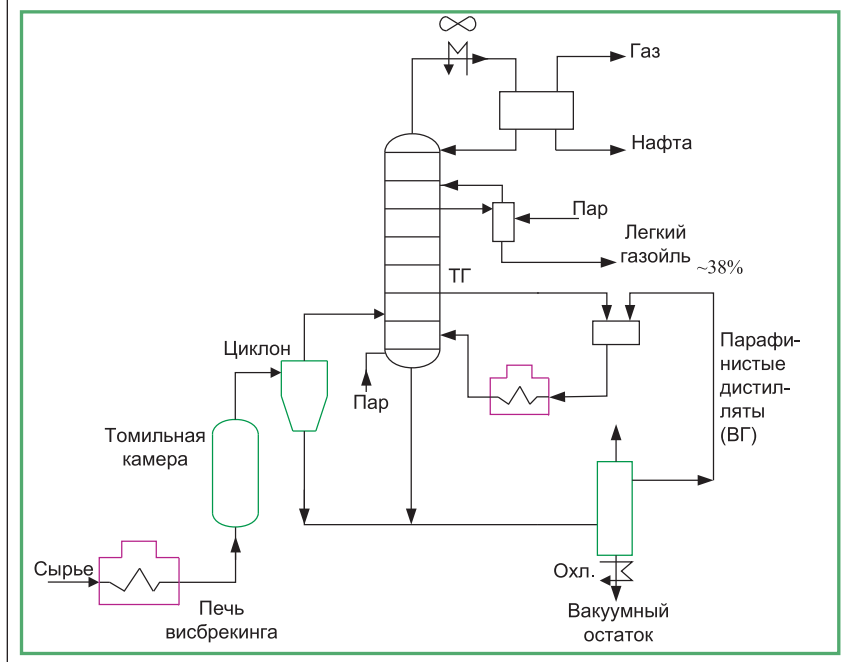 Газ
Нафта
Пар
Легкий
газойль
~38%
ТГ
Циклон
Парафи-
нистые
дистил-
ляты
(ВГ)
Пар
Томильная
камера
Сырье
Охл.
Печь
висбрекинга
Вакуумный
остаток